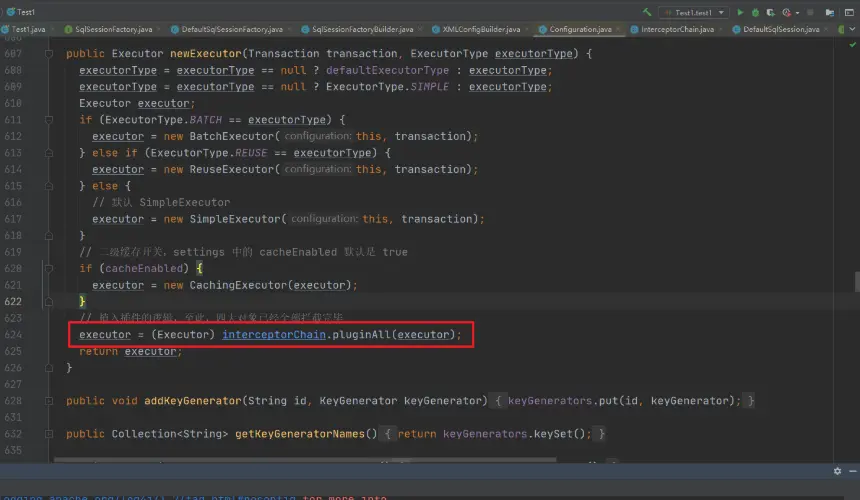 Test1
Test1.test1
Test1.java SqlSessionFactory.java DefaultSqlSessionFactory.java SqlSessionFactoryBuilder.java XMLConfigBuilder.java Configuration.java InterceptorChain.java DefaultSqlSession.java
606
607 public Executor newExecutor(Transaction transaction, ExecutorType executorType) {
608 executorType = executorType == null ? defaultExecutorType : executorType;
609 executorType = executorType == null ? ExecutorType.SIMPLE : executorType;
610 Executor executor;
611 if (ExecutorType.BATCH == executorType) {
612 executor = new BatchExecutor( configuration: this, transaction);
613 } else if (ExecutorType.REUSE == executorType) {
614 executor = new ReuseExecutor( configuration: this, transaction);
615 } else {
616 // 默认 SimpleExecutor
617 executor = new SimpleExecutor( configuration: this, transaction);
618 }
619 // 二级缓存开关，settings 中的 cacheEnabled 默认是 true
620 if (cacheEnabled) {
621 executor = new CachingExecutor(executor);
622 }
623 // 植入插件的逻辑，至此，四大对象已经全部拦截完毕
624 executor = (Executor) interceptorChain.pluginAll(executor);
625 return executor;
626 }
627
628 public void addKeyGenerator(String id, KeyGenerator keyGenerator) { keyGenerators.put(id, keyGenerator); }
631
632 public Collection<String> getKeyGeneratorNames() { return keyGenerators.keySet(); }
635